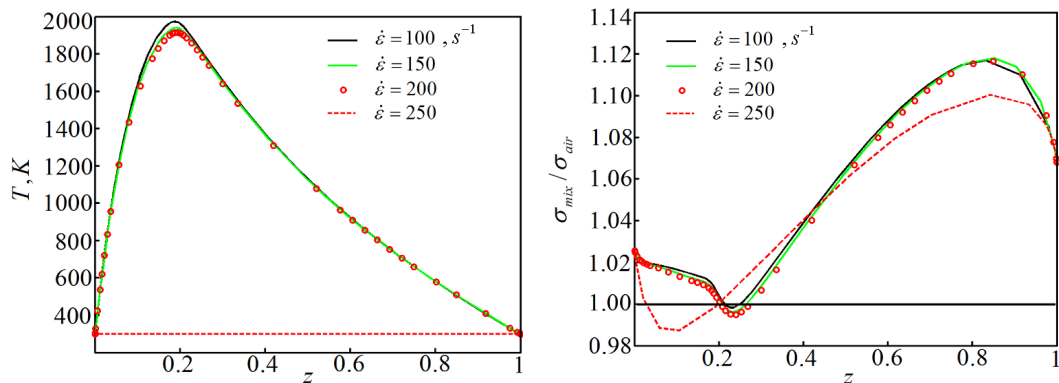 2000
1800
1600
1400
1200
1000
800
600
400
T, K
0
0.2
0.4
0.6
0.8
1
z
ε̇ = 100 , s⁻¹
ε̇ = 150
ε̇ = 200
ε̇ = 250
1.14
1.12
1.10
1.08
1.06
1.04
1.02
1.00
0.98
σmix / σair
0
0.2
0.4
0.6
0.8
1
z
ε̇ = 100 , s⁻¹
ε̇ = 150
ε̇ = 200
ε̇ = 250